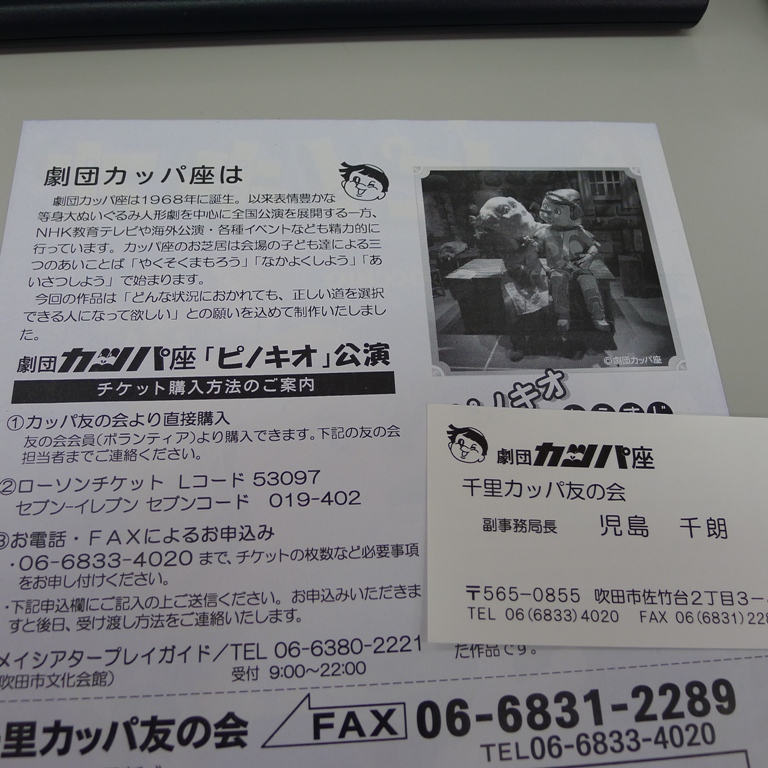 劇団カッパ座は
劇団カッパ座は1968年に誕生。以来表情豊かな
等身大ぬいぐるみ人形劇を中心に全国公演を展開する一方、
NHK教育テレビや海外公演・各種イベントなども精力的に
行っています。カッパ座のお芝居は会場の子ども達による三
つのあいことば「やくそくまもろう」「なかよくしよう」「あ
いさつしよう」で始まります。
今回の作品は「どんな状況におかれても、正しい道を選択
できる人になって欲しい」との願いを込めて制作いたしまし
た。
©劇団カッパ座
劇団カッパ座「ピノキオ」公演
チケット購入方法のご案内
①カッパ友の会より直接購入
友の会会員(ボランティア)より購入できます。下記の友の会
担当者までご連絡ください。
②ローソンチケット Lコード 53097
セブン-イレブン セブンコード 019-402
③お電話・FAXによるお申込み
・06-6833-4020 まで、チケットの枚数など必要事項
をお申し付けください。
・下記申込欄にご記入の上ご送信ください。お申込みいただきま
すと後日、受け渡し方法をご連絡いたします。
メイシアタープレイガイド/TEL 06-6380-2221
吹田市文化会館) 受付 9:00~22:00
ピノキオ
劇団カッパ座
千里カッパ友の会
副事務局長 児島 千朗
〒565-0855 吹田市佐竹台2丁目3-
TEL 06(6833)4020 FAX 06(6831)228
た作品です。
里カッパ友の会 FAX 06-6831-2289
TEL06-6833-4020